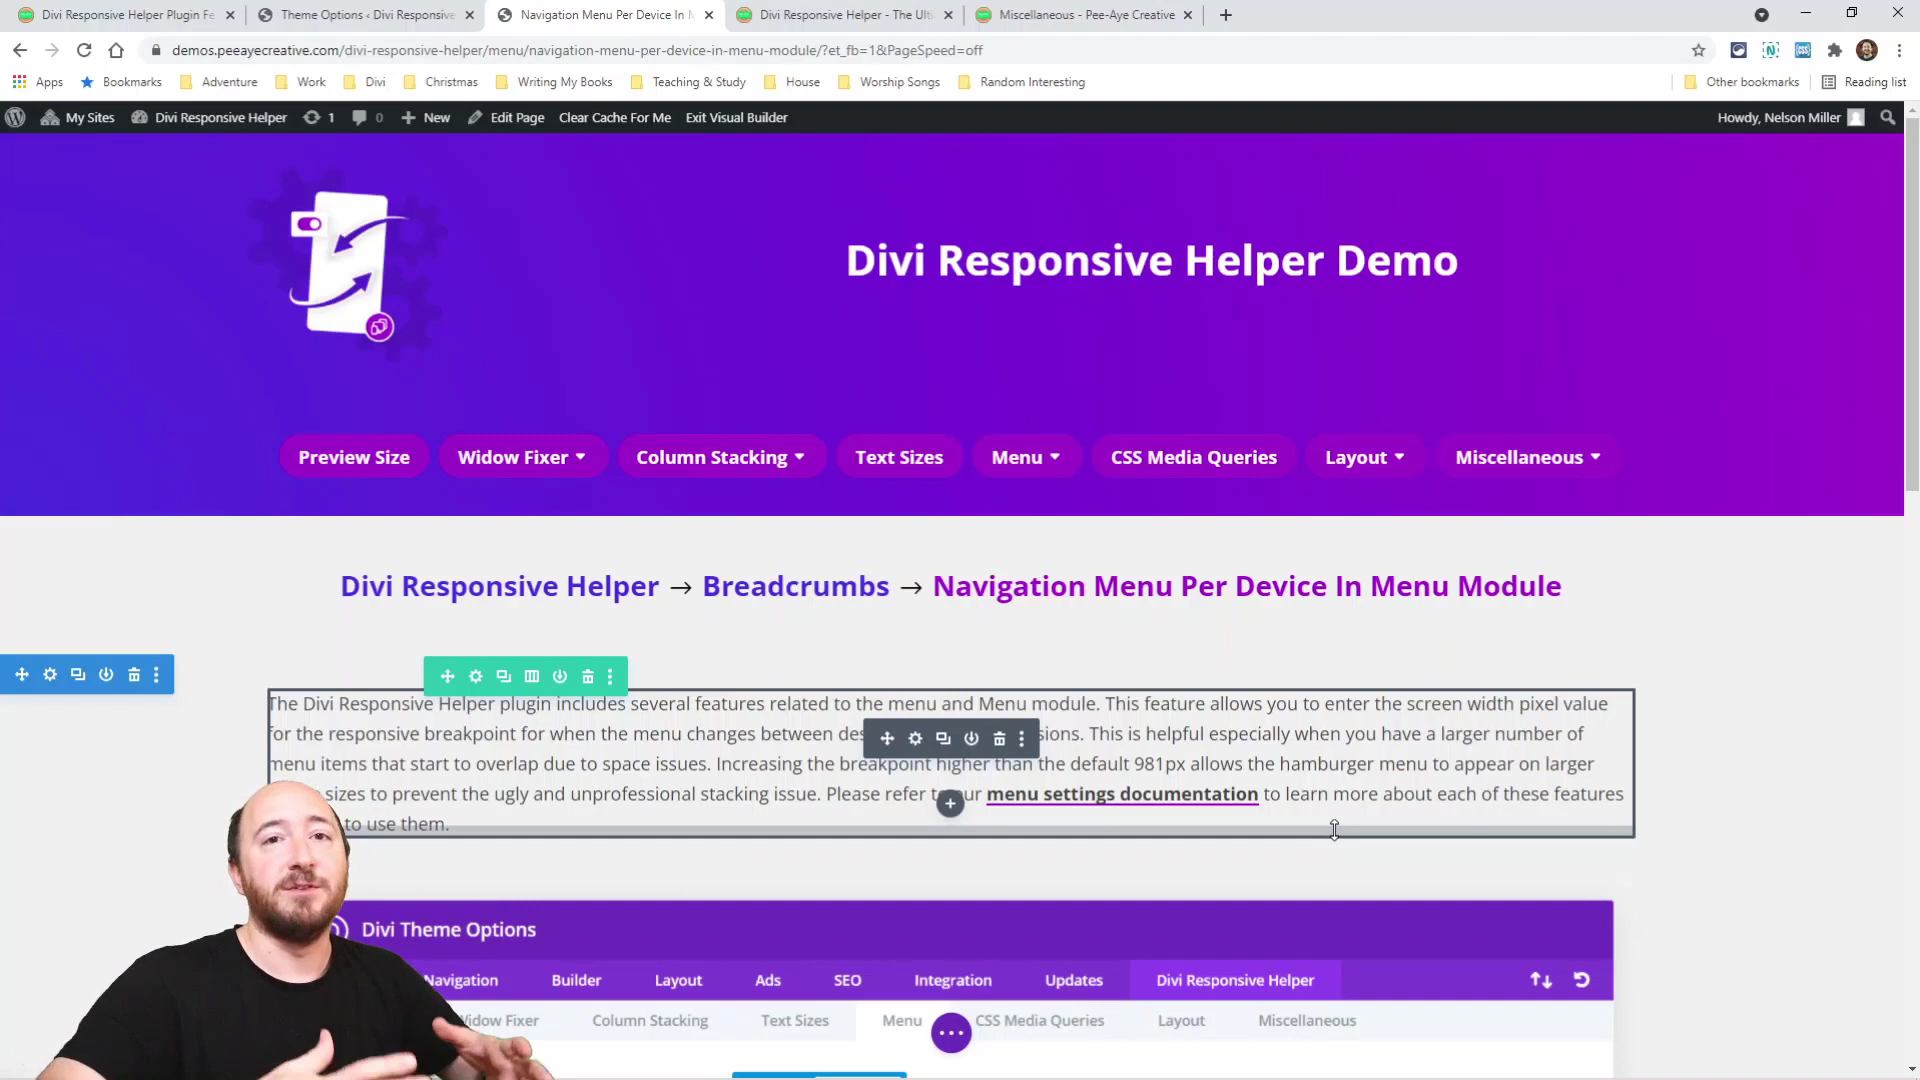 Divi Responsive Helper Plugin Fe
Theme Options ‹ Divi Responsive
Navigation Menu Per Device In M
Divi Responsive Helper - The Ulti
Miscellaneous - Pee-Aye Creative
demos.peeayecreative.com/divi-responsive-helper/menu/navigation-menu-per-device-in-menu-module/?et_fb=1&PageSpeed=off
Apps Bookmarks Adventure Work Divi Christmas Writing My Books Teaching & Study House Worship Songs Random Interesting Other bookmarks Reading list
My Sites Divi Responsive Helper 1 0 New Edit Page Clear Cache For Me Exit Visual Builder Howdy, Nelson Miller
Divi Responsive Helper Demo
Preview Size Widow Fixer Column Stacking Text Sizes Menu CSS Media Queries Layout Miscellaneous
Divi Responsive Helper → Breadcrumbs → Navigation Menu Per Device In Menu Module
The Divi Responsive Helper plugin includes several features related to the menu and Menu module. This feature allows you to enter the screen width pixel value
for the responsive breakpoint for when the menu changes between des sions. This is helpful especially when you have a larger number of
menu items that start to overlap due to space issues. Increasing the breakpoint higher than the default 981px allows the hamburger menu to appear on larger
sizes to prevent the ugly and unprofessional stacking issue. Please refer to our menu settings documentation to learn more about each of these features
to use them.
Divi Theme Options
Navigation Builder Layout Ads SEO Integration Updates Divi Responsive Helper
Widow Fixer Column Stacking Text Sizes Menu CSS Media Queries Layout Miscellaneous